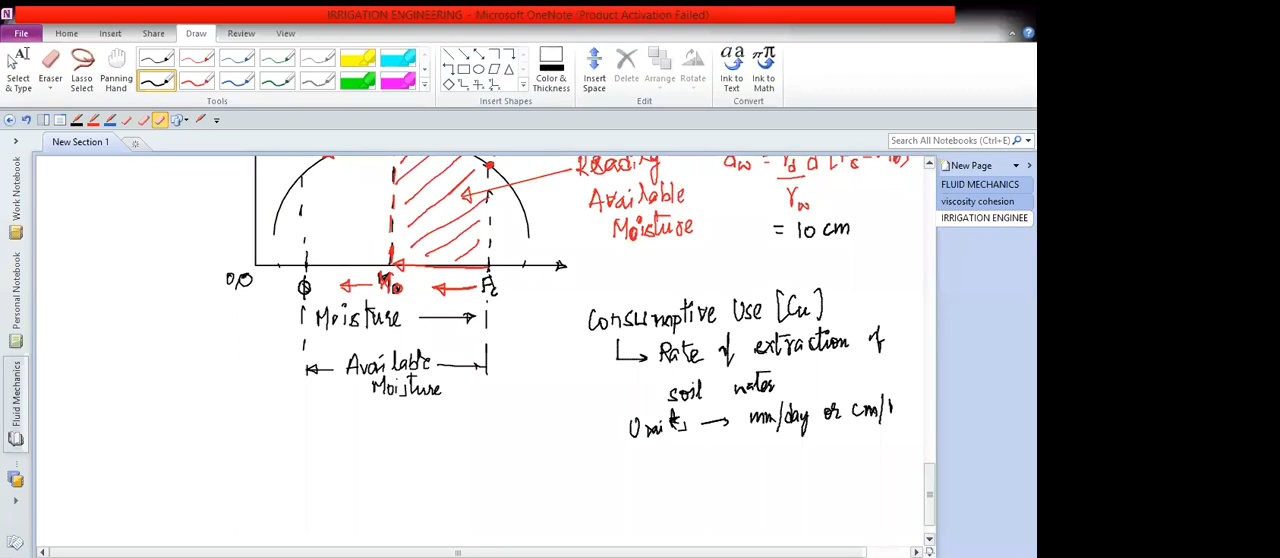 IRRIGATION ENGINEERING - Microsoft OneNote (Product Activation Failed)
File Home Insert Share Draw Review View
Select & Type Eraser Lasso Select Panning Hand Color & Thickness Insert Space Delete Arrange Rotate Ink to Text Ink to Math
Tools Insert Shapes Edit Convert
New Section 1
Search All Notebooks (Ctrl+E)
New Page
FLUID MECHANICS
viscosity cohesion
IRRIGATION ENGINEE
Work Notebook
Personal Notebook
Fluid Mechanics
Available
Moisture
= 10 cm
Moisture
Available
Moisture
Consumptive Use [Cu]
Rate of extraction of
soil water
Units → mm/day or cm/